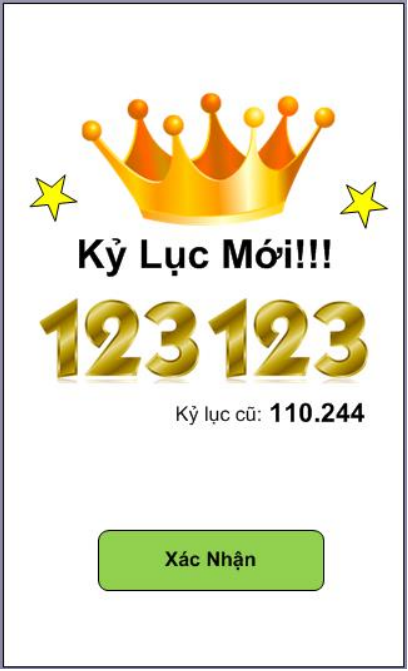 Kỷ Lục Mới!!!
123123
Kỷ lục cũ: 110.244
Xác Nhận